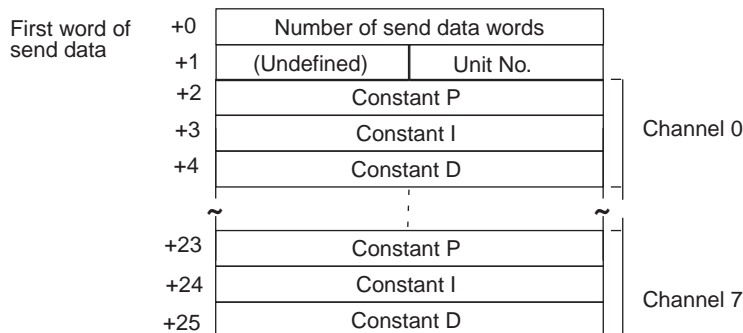 First word of
send data
+0 Number of send data words
+1 (Undefined) Unit No.
+2 Constant P
+3 Constant I
+4 Constant D
Channel 0
~ ~
+23 Constant P
+24 Constant I
+25 Constant D
Channel 7